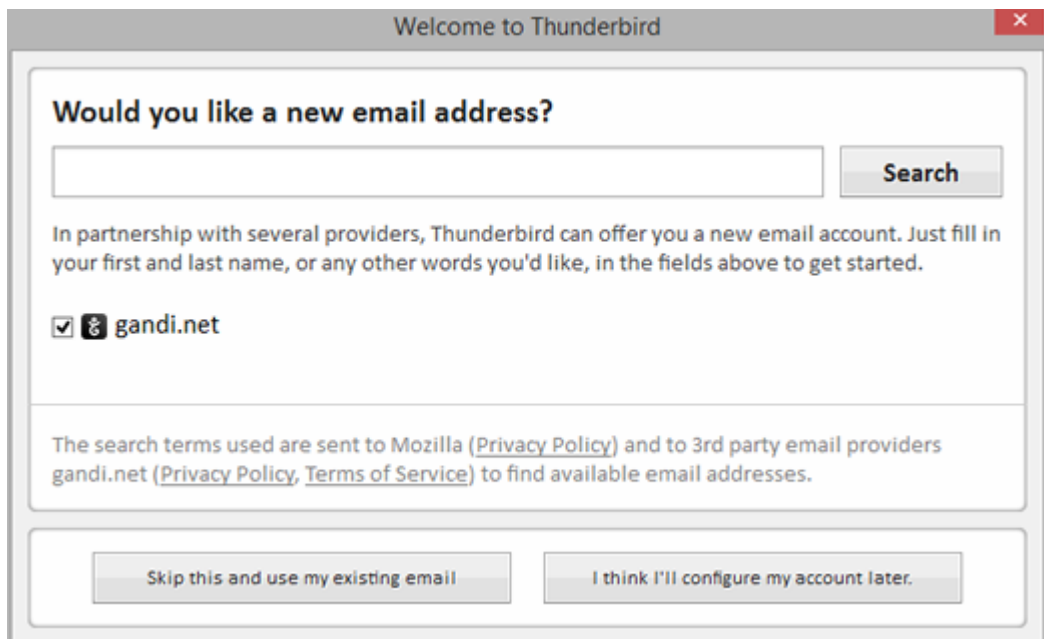 Welcome to Thunderbird
Would you like a new email address?
Search
In partnership with several providers, Thunderbird can offer you a new email account. Just fill in
your first and last name, or any other words you'd like, in the fields above to get started.
gandi.net
The search terms used are sent to Mozilla (Privacy Policy) and to 3rd party email providers
gandi.net (Privacy Policy, Terms of Service) to find available email addresses.
Skip this and use my existing email
I think I'll configure my account later.